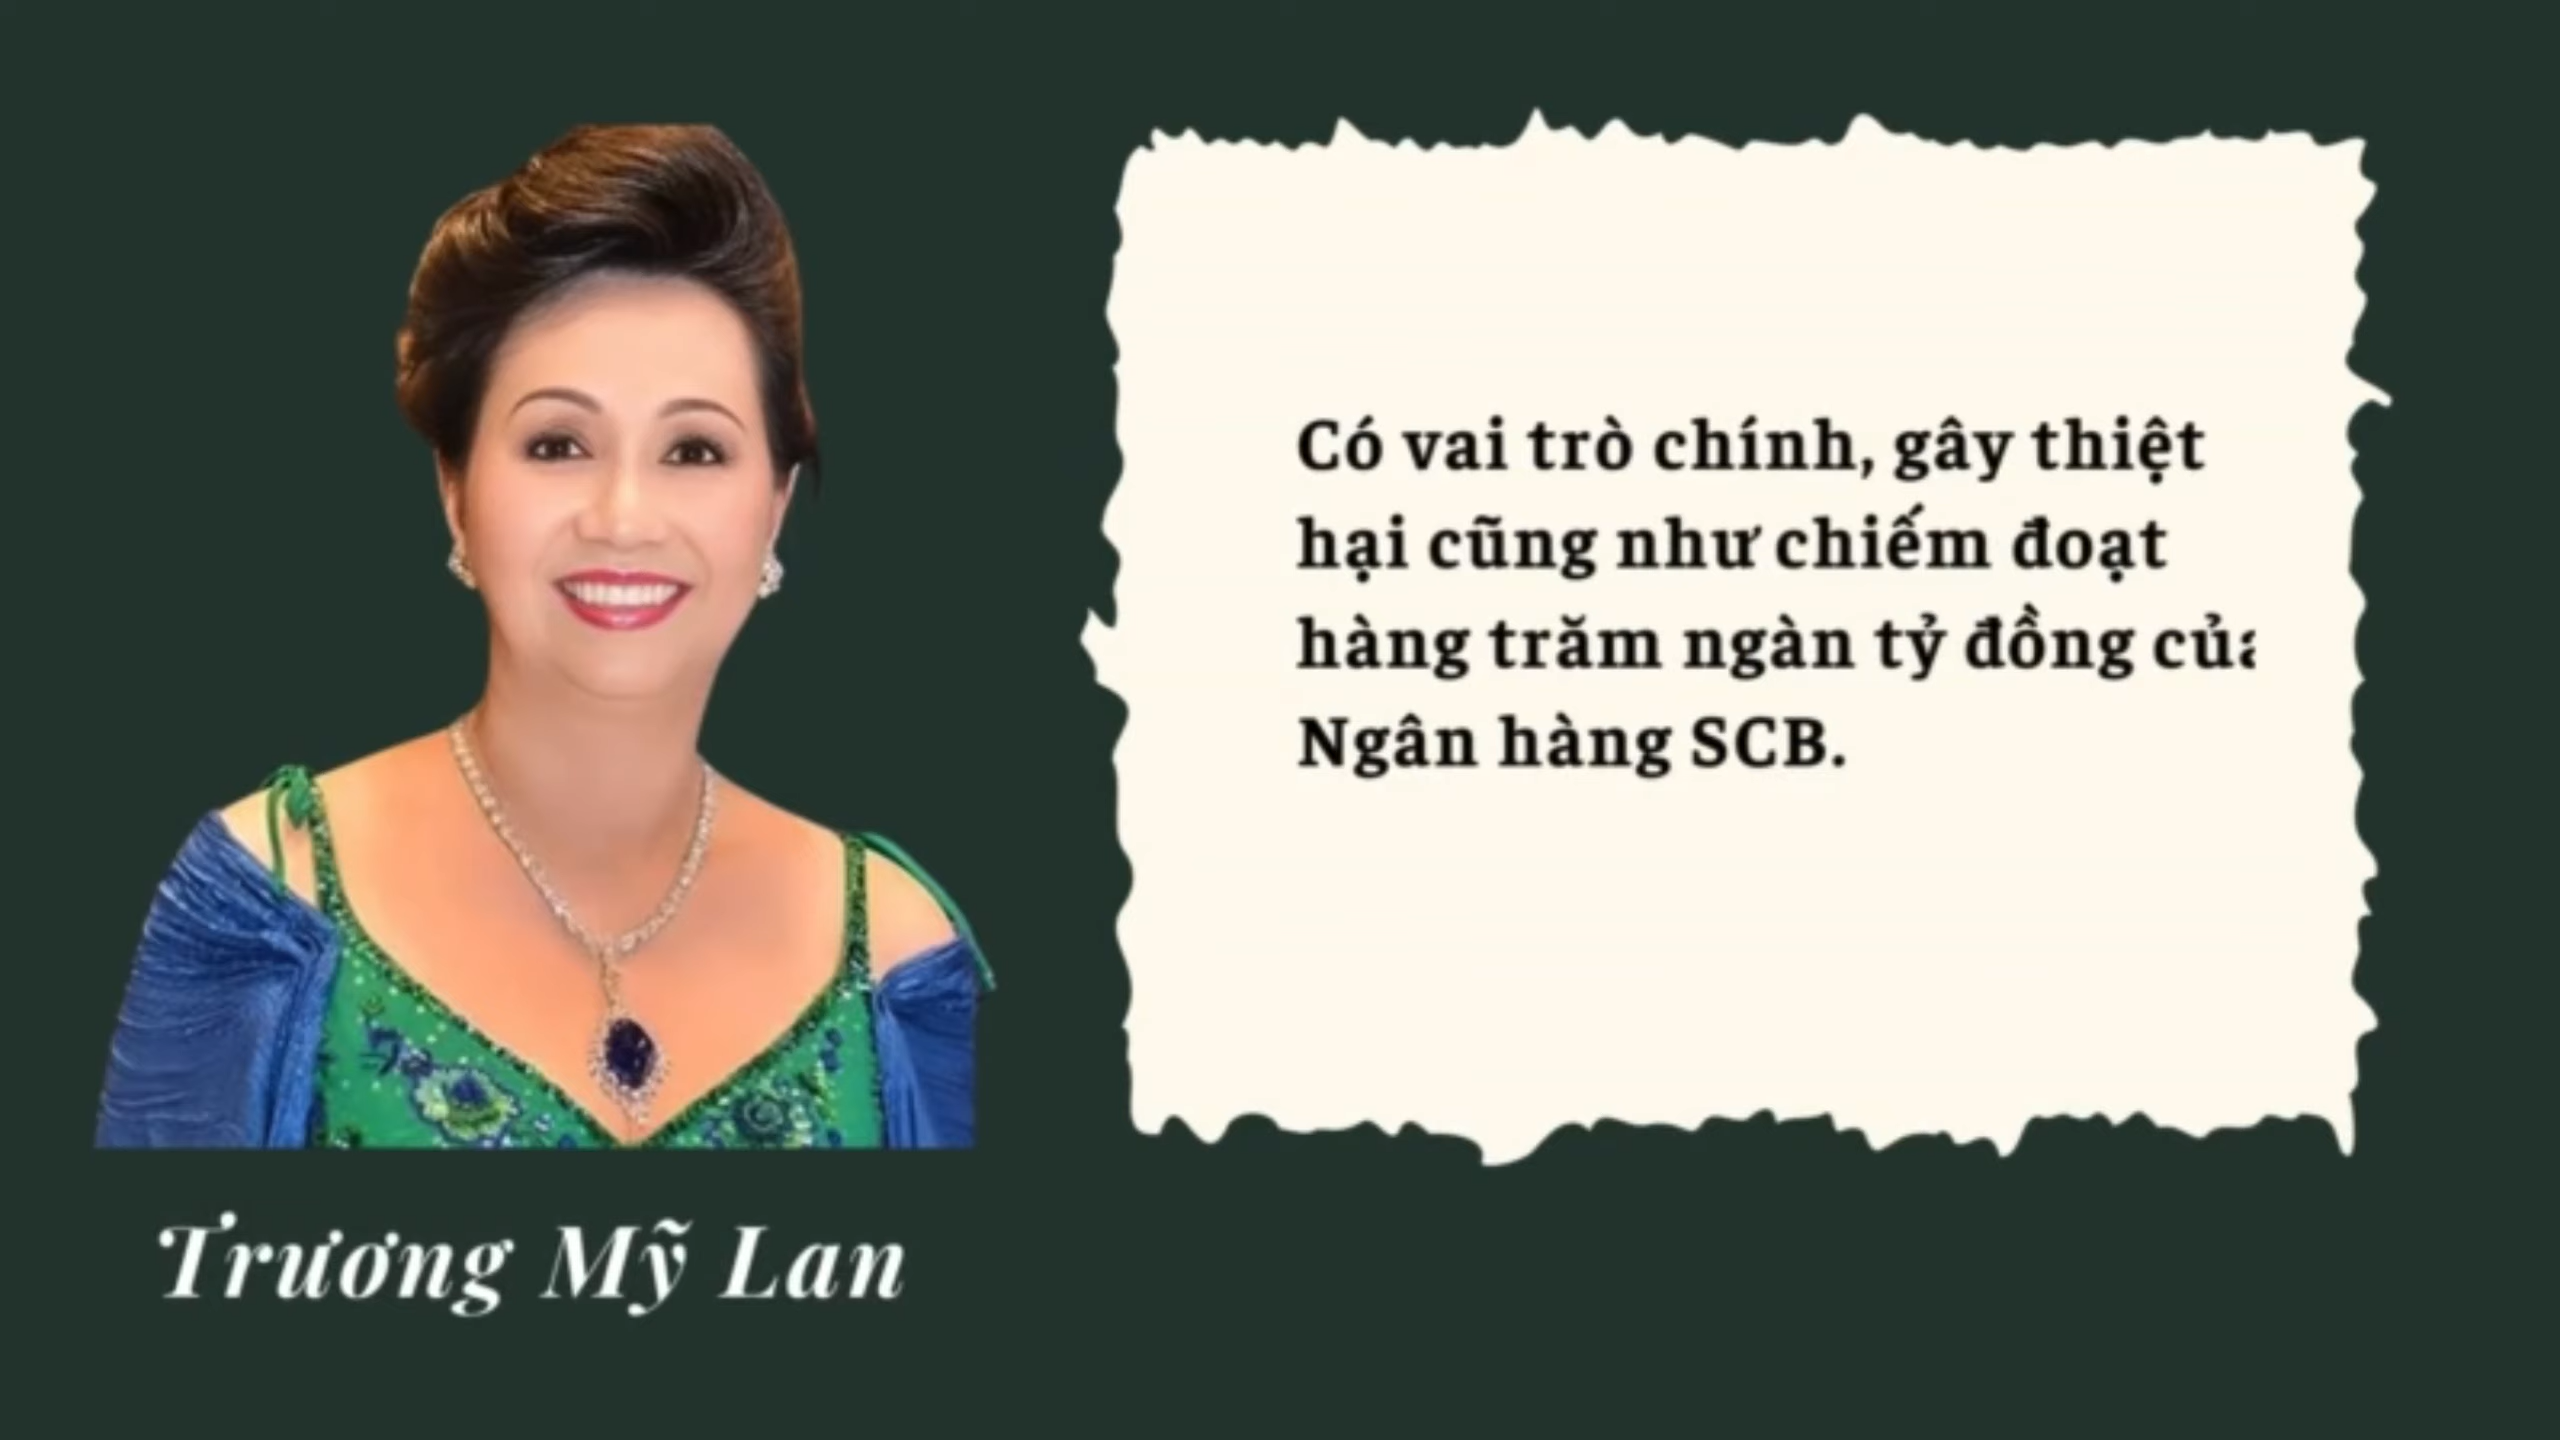 Có vai trò chính, gây thiệt
hại cũng như chiếm đoạt
hàng trăm ngàn tỷ đồng của
Ngân hàng SCB.
Trương Mỹ Lan